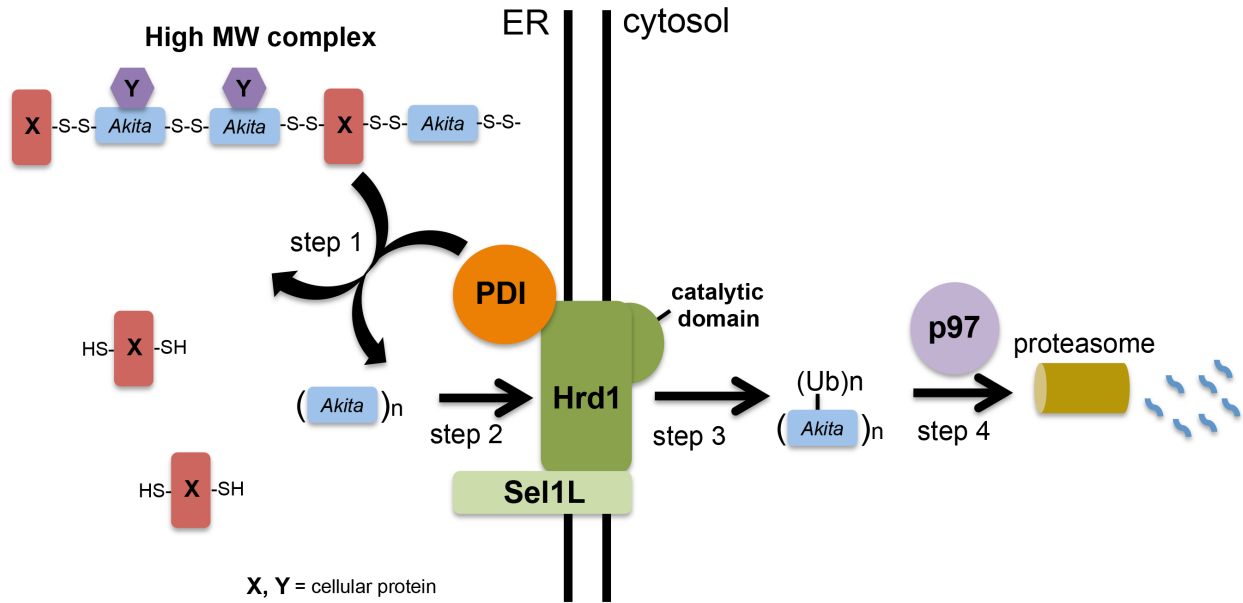 ER
cytosol
High MW complex
Y
Y
X -S-S- Akita -S-S- Akita -S-S- X -S-S- Akita -S-S-
step 1
PDI
catalytic
domain
p97
proteasome
HS- X -SH
(Akita)n
step 2
Hrd1
step 3
(Ub)n
(Akita)n
step 4
HS- X -SH
Sel1L
X, Y = cellular protein